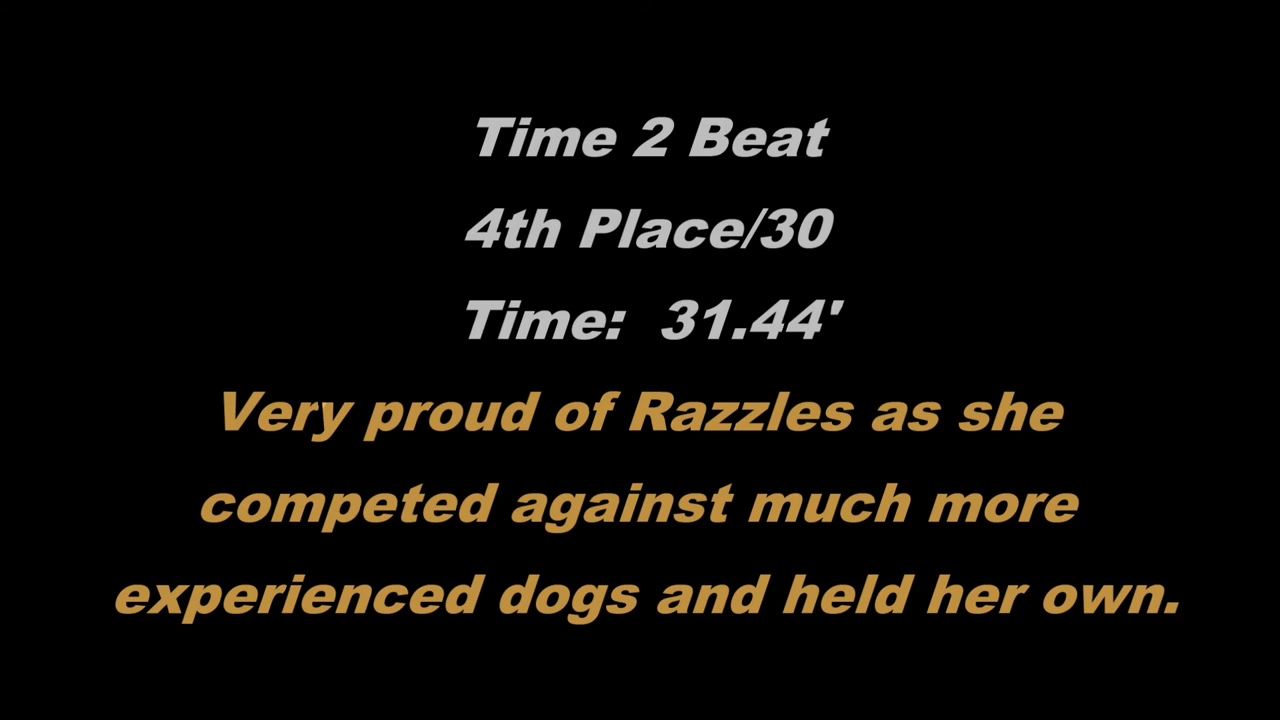 Time 2 Beat
4th Place/30
Time:  31.44'
Very proud of Razzles as she
competed against much more
experienced dogs and held her own.